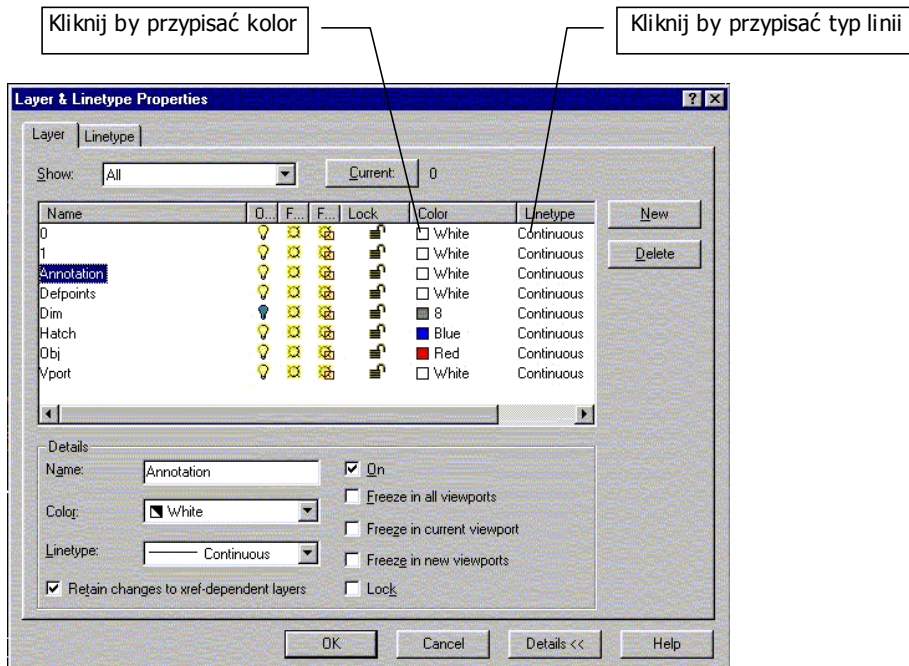 Kliknij by przypisać kolor
Kliknij by przypisać typ linii
Layer & Linetype Properties
Layer Linetype
Show: All Current: 0
Name O... F... F... Lock Color Linetype
0 White Continuous
1 White Continuous
Annotation White Continuous
Defpoints White Continuous
Dim 8 Continuous
Hatch Blue Continuous
Obj Red Continuous
Vport White Continuous
New
Delete
Details
Name: Annotation
Color: White
Linetype: Continuous
Retain changes to xref-dependent layers
On
Freeze in all viewports
Freeze in current viewport
Freeze in new viewports
Lock
OK Cancel Details << Help